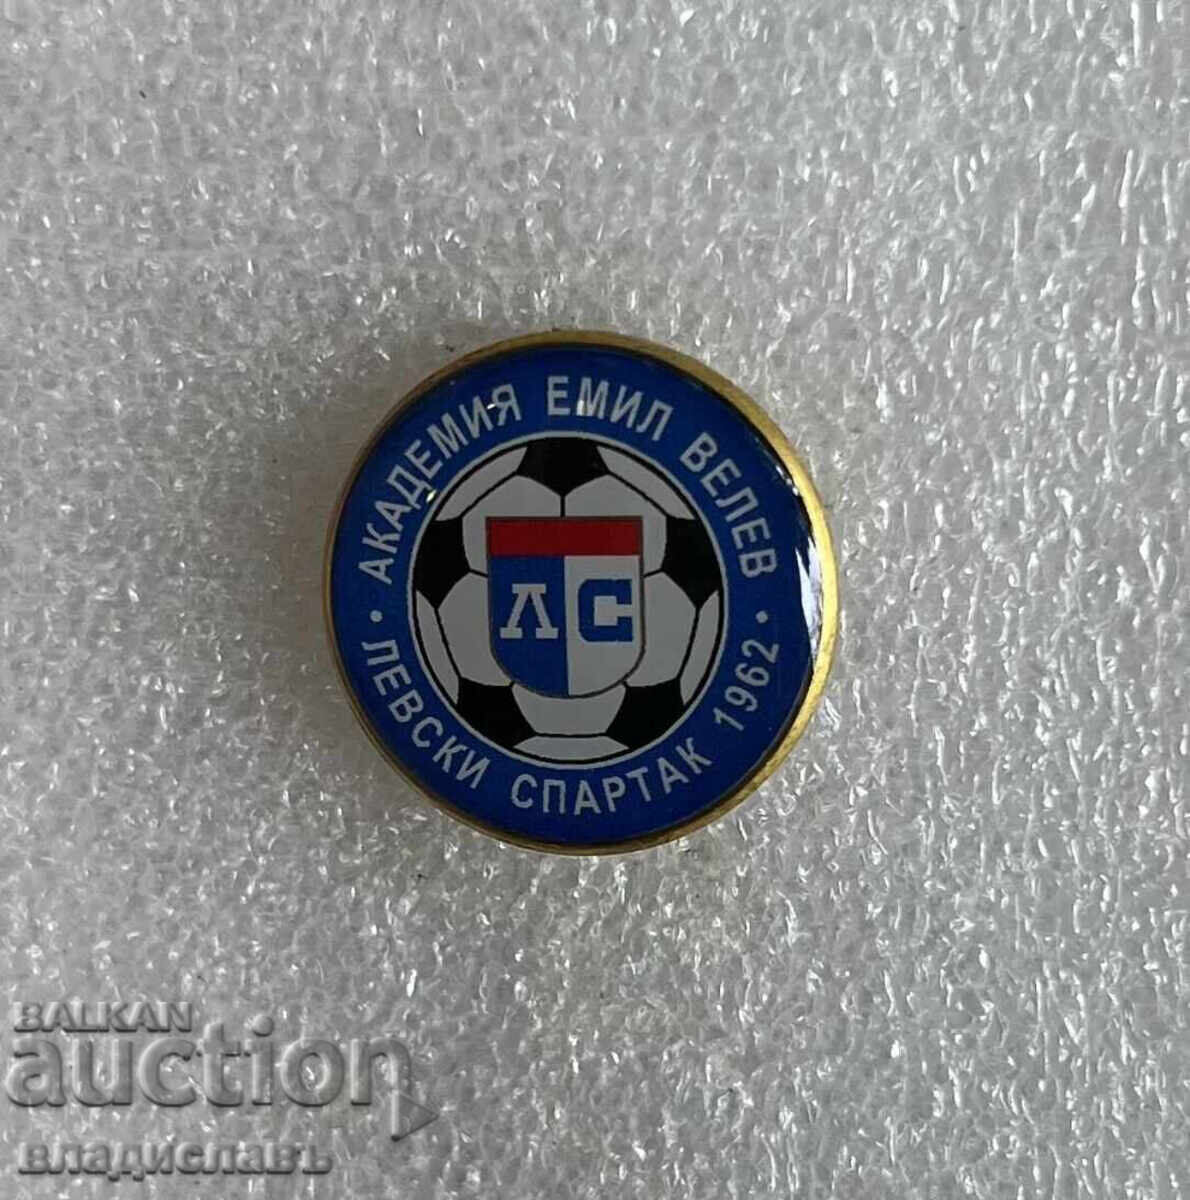 АКАДЕМИЯ ЕМИЛ ВЕЛЕВ
ЛС
• ЛЕВСКИ СПАРТАК 1962 •
BALKAN
auction
владиславъ